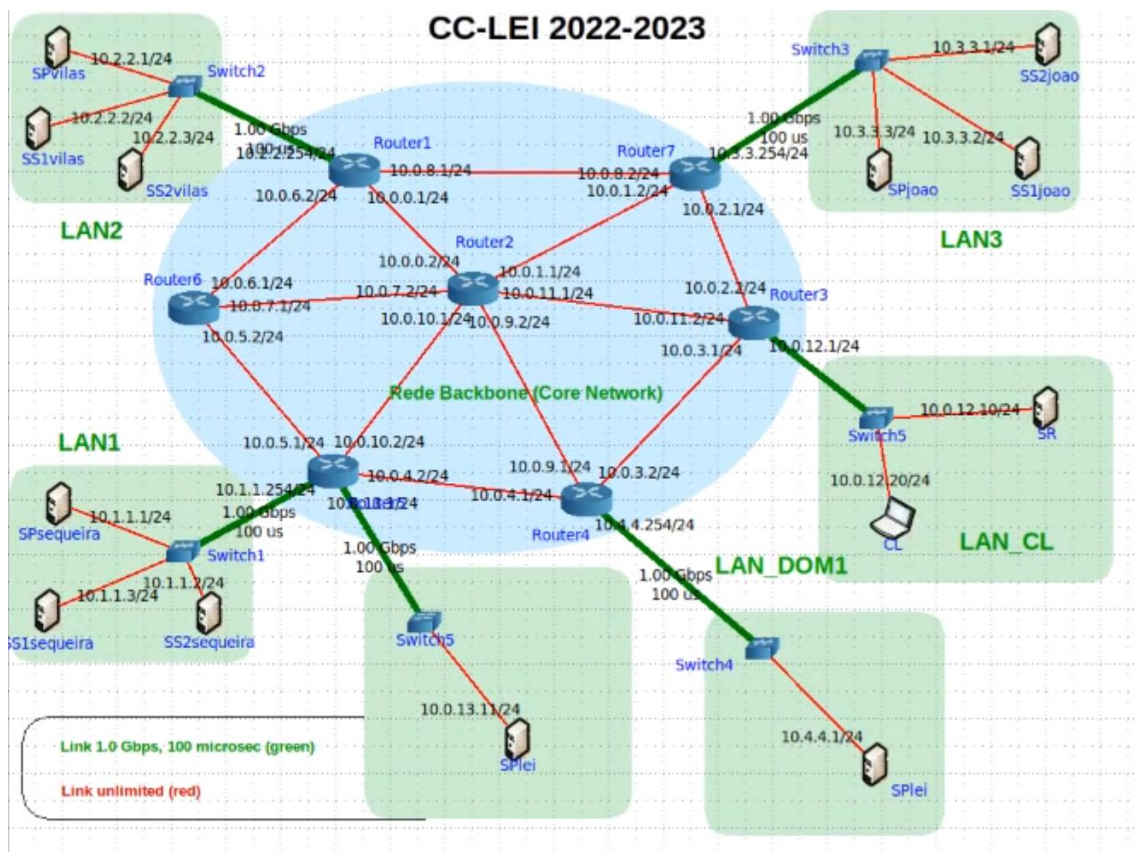 CC-LEI 2022-2023
SPvilas
10.2.2.1/24
Switch2
10.2.2.2/24
SS1vilas
10.2.2.3/24
SS2vilas
LAN2
1.00 Gbps
100 us
10.2.2.254/24
Router1
10.0.8.1/24
10.0.6.2/24
10.0.0.1/24
Switch3
10.3.3.1/24
SS2joao
1.00 Gbps
100 us
10.3.3.3/24
10.3.3.2/24
SPjoao
SS1joao
LAN3
Router7
10.3.3.254/24
10.0.8.2/24
10.0.1.2/24
10.0.2.1/24
Router2
10.0.0.2/24
10.0.1.1/24
10.0.7.2/24
10.0.11.1/24
10.0.10.1/24
10.0.9.2/24
Router6
10.0.6.1/24
10.0.7.1/24
10.0.5.2/24
10.0.2.2/24
Router3
10.0.11.2/24
10.0.3.1/24
10.0.12.1/24
Rede Backbone (Core Network)
10.0.12.10/24
Switch5
SR
10.0.12.20/24
CL
LAN_CL
LAN1
10.0.5.1/24
10.0.10.2/24
10.0.4.2/24
10.1.1.254/24
10.0.9.1/24
10.0.3.2/24
10.0.4.1/24
Router4
10.4.4.254/24
SPsequeira
10.1.1.1/24
1.00 Gbps
100 us
Switch1
10.1.1.2/24
10.1.1.3/24
SS1sequeira
SS2sequeira
1.00 Gbps
100 us
Switch5
10.0.13.11/24
SPlei
LAN_DOM1
1.00 Gbps
100 us
Switch4
10.4.4.1/24
SPlei
Link 1.0 Gbps, 100 microsec (green)
Link unlimited (red)